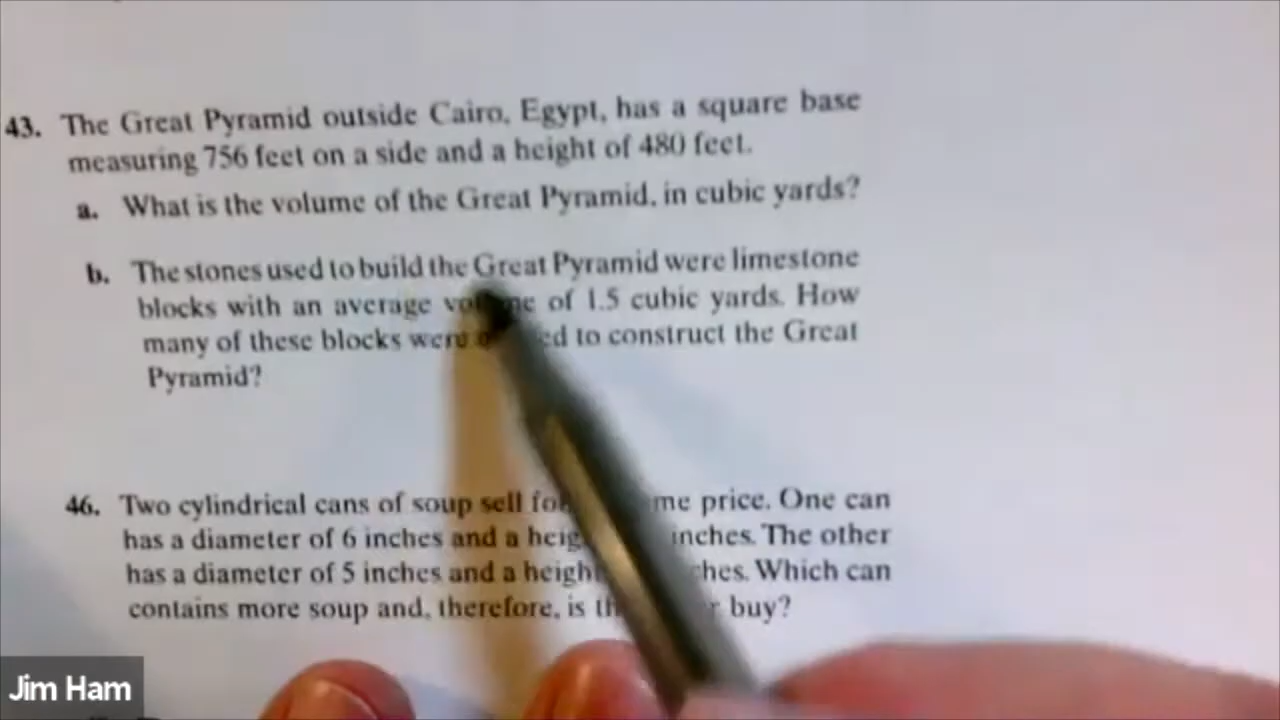 43. The Great Pyramid outside Cairo, Egypt, has a square base
measuring 756 feet on a side and a height of 480 feet.
a. What is the volume of the Great Pyramid, in cubic yards?
b. The stones used to build the Great Pyramid were limestone
blocks with an average of 1.5 cubic yards. How
many of these blocks were to construct the Great
Pyramid?
46. Two cylindrical cans of soup sell price. One can
has a diameter of 6 inches and a inches. The other
has a diameter of 5 inches and a Which can
contains more soup and, therefore, is buy?
Jim Ham